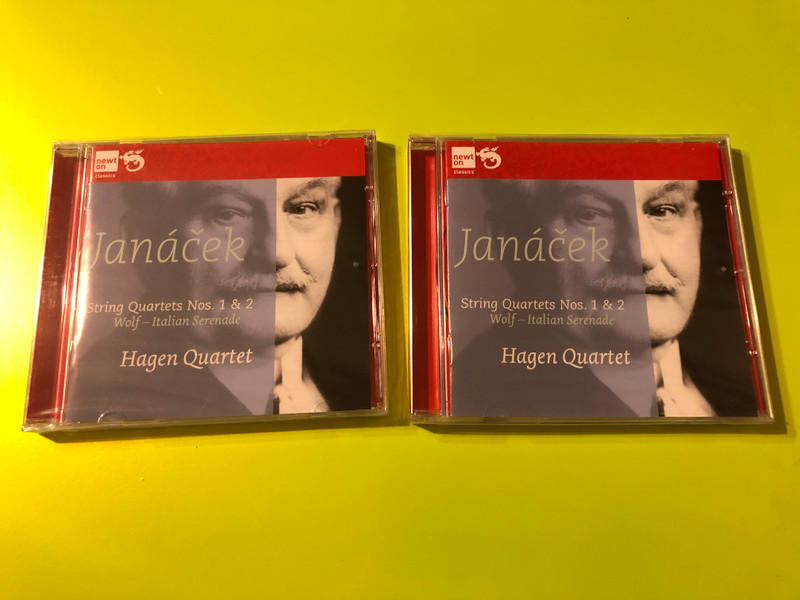 newt
on
classics
Janáček
String Quartets Nos. 1 & 2
Wolf – Italian Serenade
Hagen Quartet
newt
on
classics
Janáček
String Quartets Nos. 1 & 2
Wolf – Italian Serenade
Hagen Quartet